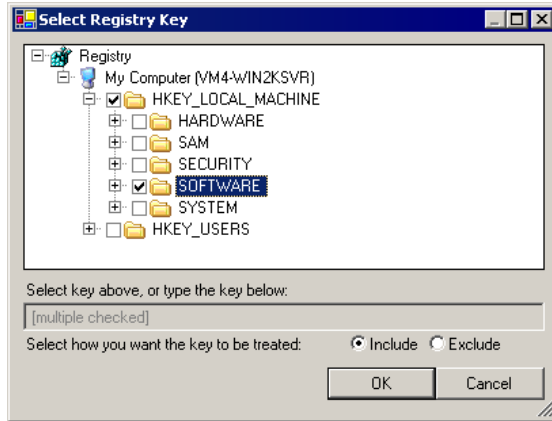 Select Registry Key
Registry
My Computer (VM4-WIN2KSVR)
HKEY_LOCAL_MACHINE
HARDWARE
SAM
SECURITY
SOFTWARE
SYSTEM
HKEY_USERS
Select key above, or type the key below:
[multiple checked]
Select how you want the key to be treated: Include Exclude
OK Cancel